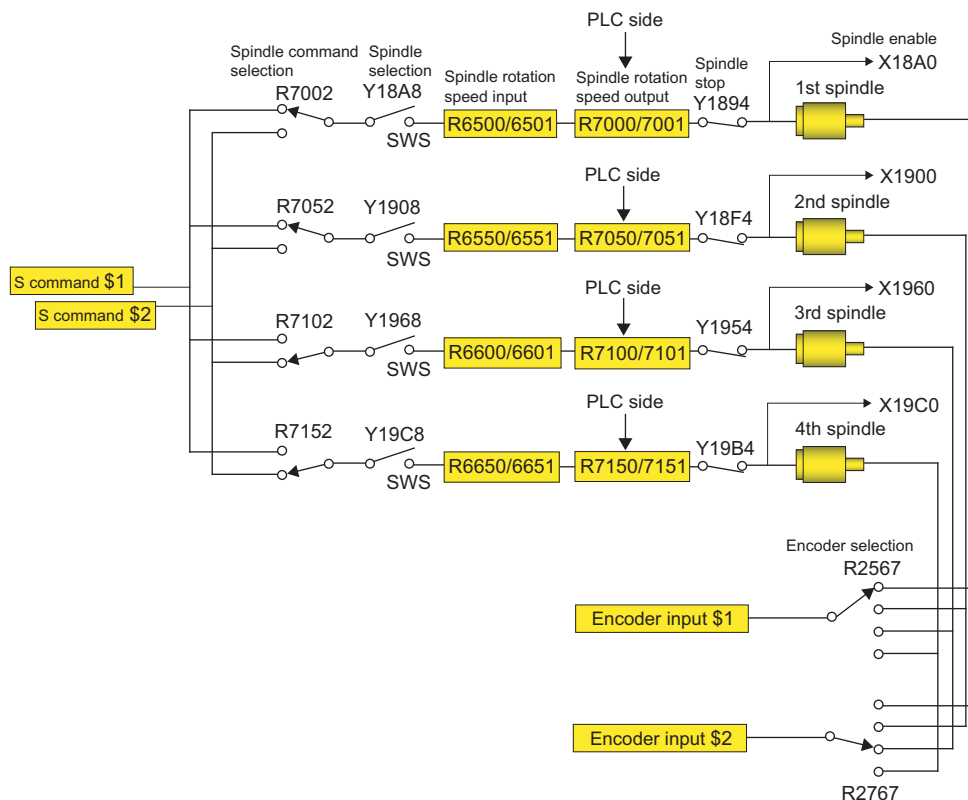 PLC side
Spindle command
selection
Spindle
selection
Spindle rotation
speed input
Spindle rotation
speed output
Spindle
stop
Spindle enable
X18A0
R7002
Y18A8
SWS
R6500/6501
R7000/7001
Y1894
1st spindle
PLC side
X1900
R7052
Y1908
SWS
R6550/6551
R7050/7051
Y18F4
2nd spindle
S command $1
S command $2
PLC side
X1960
R7102
Y1968
SWS
R6600/6601
R7100/7101
Y1954
3rd spindle
PLC side
X19C0
R7152
Y19C8
SWS
R6650/6651
R7150/7151
Y19B4
4th spindle
Encoder selection
R2567
Encoder input $1
Encoder input $2
R2767